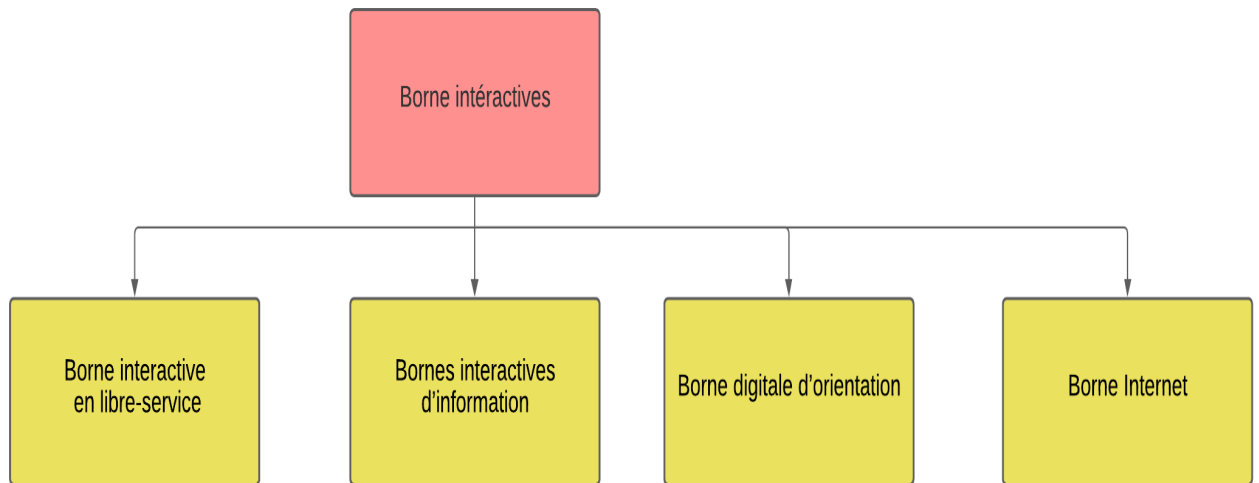 Borne intéractives
Borne interactive
en libre-service
Bornes interactives
d’information
Borne digitale d’orientation
Borne Internet